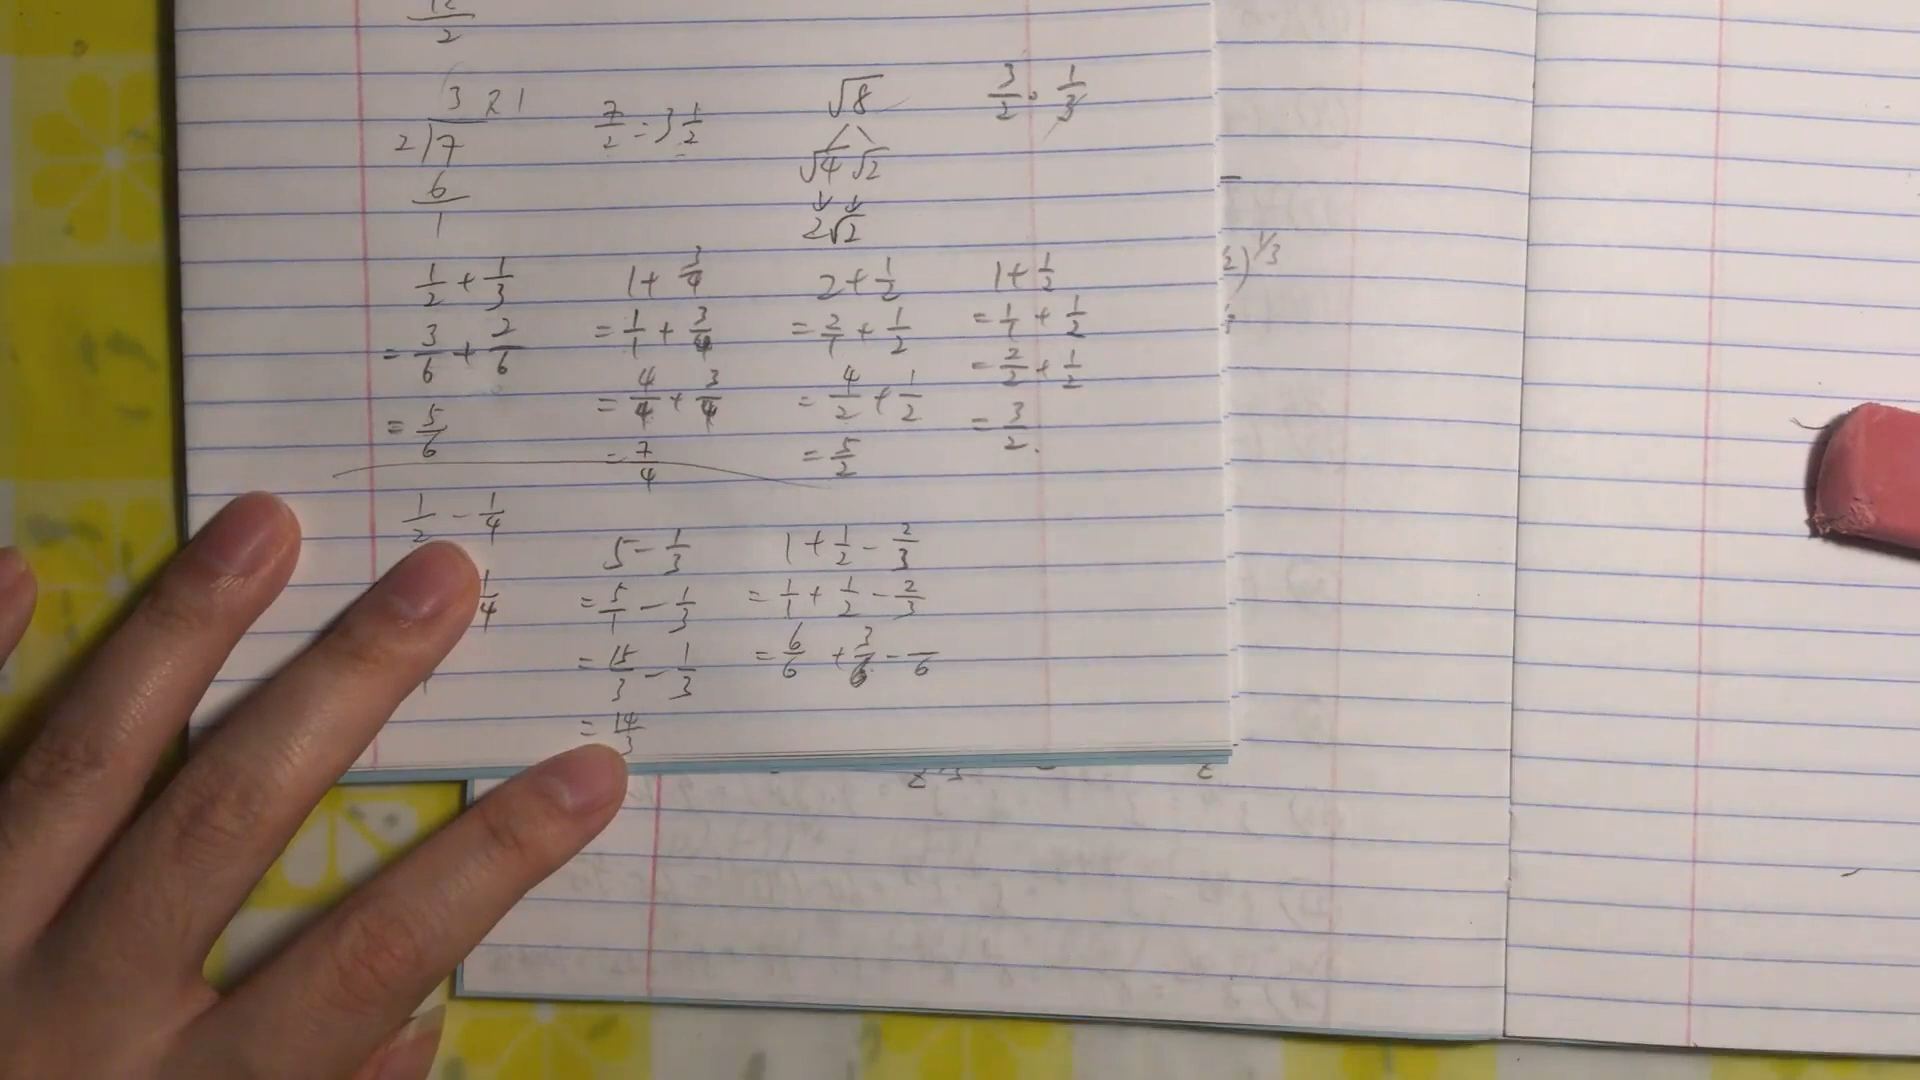 12/2
3 R 1
2)7
6
1
7/2 = 3 1/2
√8
√4 √2
2√2
3/2 · 1/3
1/2 + 1/3
= 3/6 + 2/6
= 5/6
1 + 3/4
= 1/1 + 3/4
= 4/4 + 3/4
= 7/4
2 + 1/2
= 2/1 + 1/2
= 4/2 + 1/2
= 5/2
1 + 1/2
= 1/1 + 1/2
= 2/2 + 1/2
= 3/2.
1/2 - 1/4
1/4
5 - 1/3
= 5/1 - 1/3
= 15/3 - 1/3
= 14/3
1 + 1/2 - 2/3
= 1/1 + 1/2 - 2/3
= 6/6 + 3/6 - /6
)^1/3